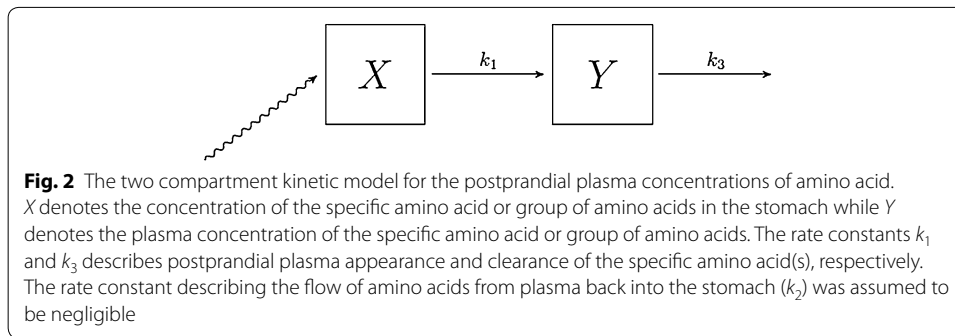 X
k₁
Y
k₃
Fig. 2 The two compartment kinetic model for the postprandial plasma concentrations of amino acid.
X denotes the concentration of the specific amino acid or group of amino acids in the stomach while Y
denotes the plasma concentration of the specific amino acid or group of amino acids. The rate constants k₁
and k₃ describes postprandial plasma appearance and clearance of the specific amino acid(s), respectively.
The rate constant describing the flow of amino acids from plasma back into the stomach (k₂) was assumed to
be negligible